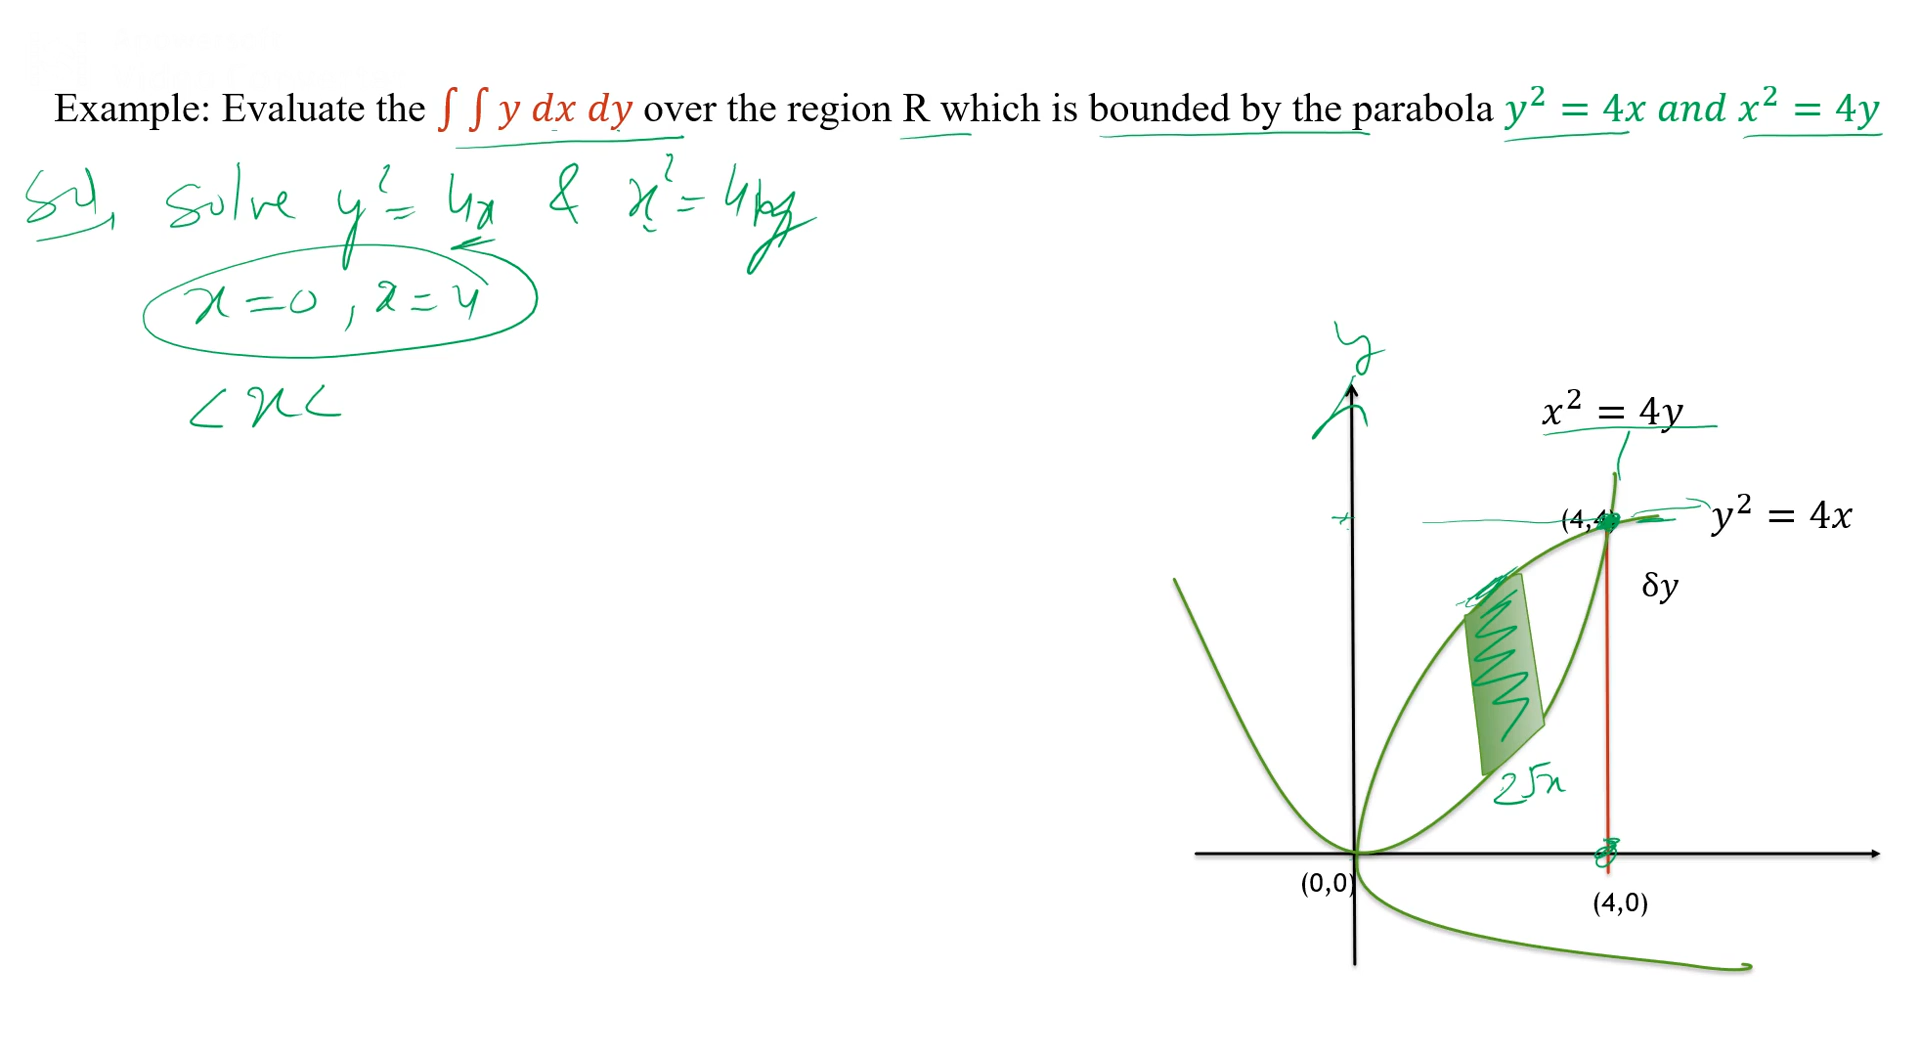 Example: Evaluate the ∫ ∫ y dx dy over the region R which is bounded by the parabola y² = 4x and x² = 4y
Sol, solve y² = 4x & x² = 4y
x = 0, x = 4
< x <
y
x² = 4y
(4,4)
y² = 4x
δy
2√x
(0,0)
(4,0)